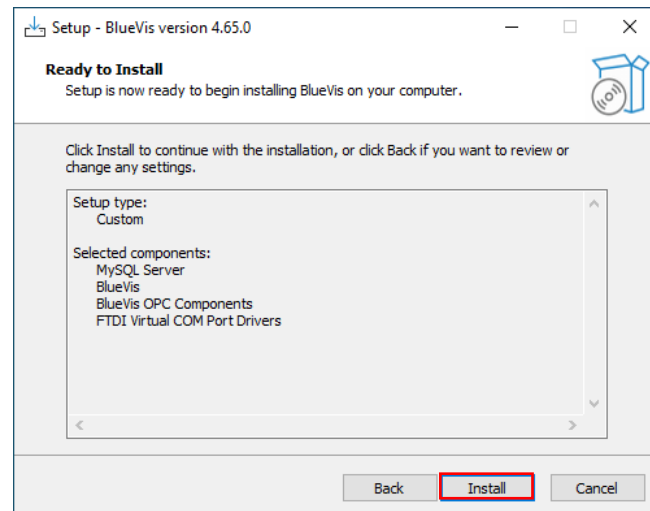 Setup - BlueVis version 4.65.0
Ready to Install
Setup is now ready to begin installing BlueVis on your computer.
Click Install to continue with the installation, or click Back if you want to review or
change any settings.
Setup type:
Custom
Selected components:
MySQL Server
BlueVis
BlueVis OPC Components
FTDI Virtual COM Port Drivers
Back Install Cancel